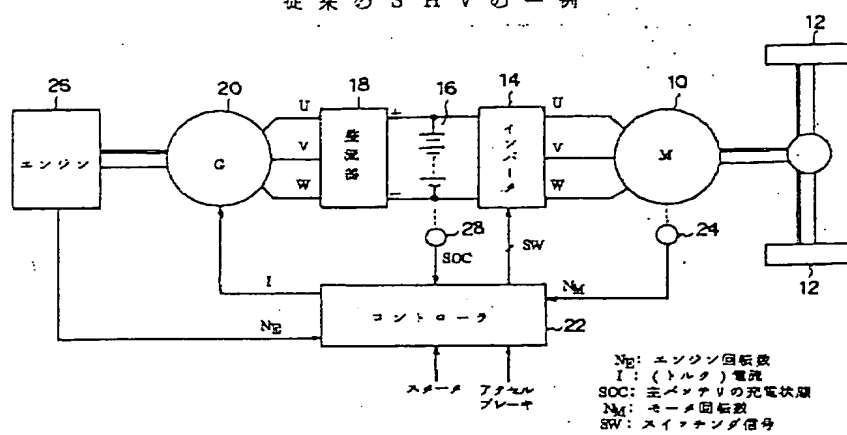 従来のSHVの一例
12
26
20
18
16
14
10
エンジン
G
U
V
W
整流器
インバータ
U
V
W
M
28
SOC
SW
24
I
NM
NE
コントローラ
22
スタータ
アクセル
ブレーキ
12
NE: エンジン回転数
I: (トルク)電流
SOC: 主バッテリの充電状態
NM: モータ回転数
SW: スイッチング信号